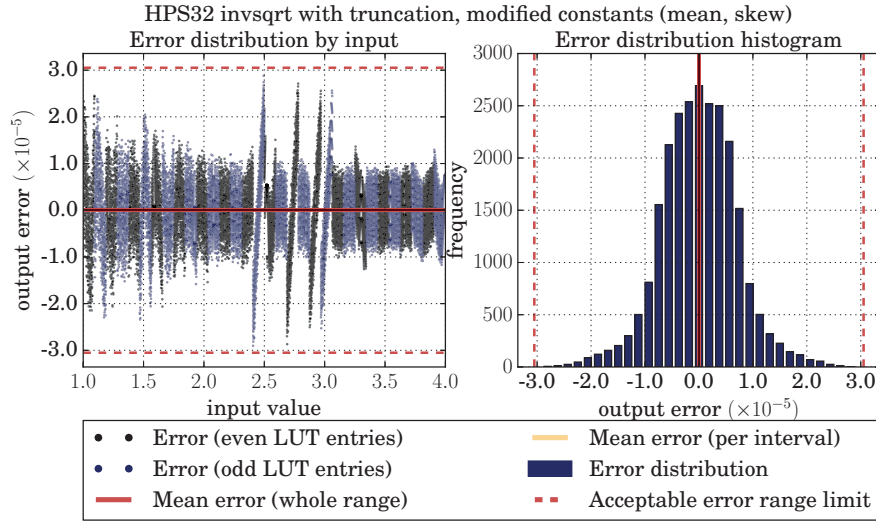 HPS32 invsqrt with truncation, modified constants (mean, skew)
Error distribution by input
3.0
2.0
1.0
0.0
-1.0
-2.0
-3.0
output error (×10⁻⁵)
1.0 1.5 2.0 2.5 3.0 3.5 4.0
input value
Error distribution histogram
3000
2500
2000
1500
1000
500
0
frequency
-3.0 -1.0 0.0 1.0 3.0
output error (×10⁻⁵)
Error (even LUT entries)
Error (odd LUT entries)
Mean error (whole range)
Mean error (per interval)
Error distribution
Acceptable error range limit